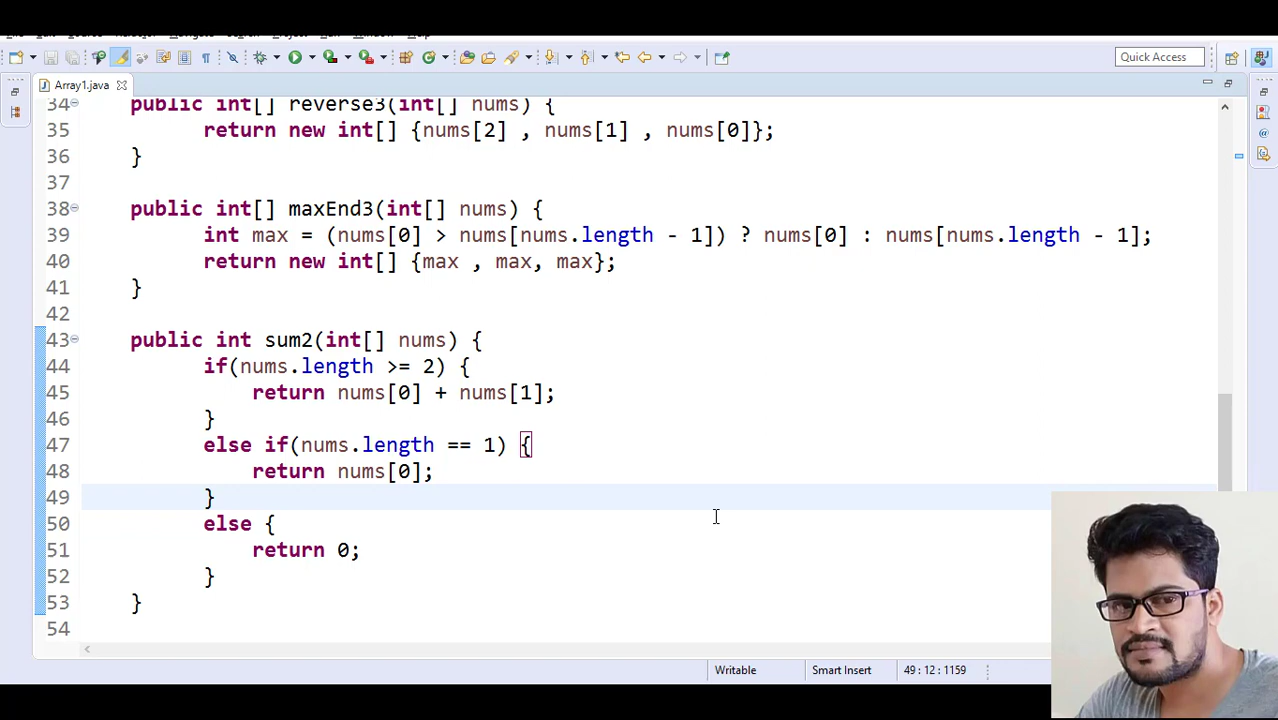 Quick Access
Array1.java
34 public int[] reverse3(int[] nums) {
35 return new int[] {nums[2] , nums[1] , nums[0]};
36 }
37
38 public int[] maxEnd3(int[] nums) {
39 int max = (nums[0] > nums[nums.length - 1]) ? nums[0] : nums[nums.length - 1];
40 return new int[] {max , max, max};
41 }
42
43 public int sum2(int[] nums) {
44 if(nums.length >= 2) {
45 return nums[0] + nums[1];
46 }
47 else if(nums.length == 1) {
48 return nums[0];
49 }
50 else {
51 return 0;
52 }
53 }
54
Writable Smart Insert 49 : 12 : 1159